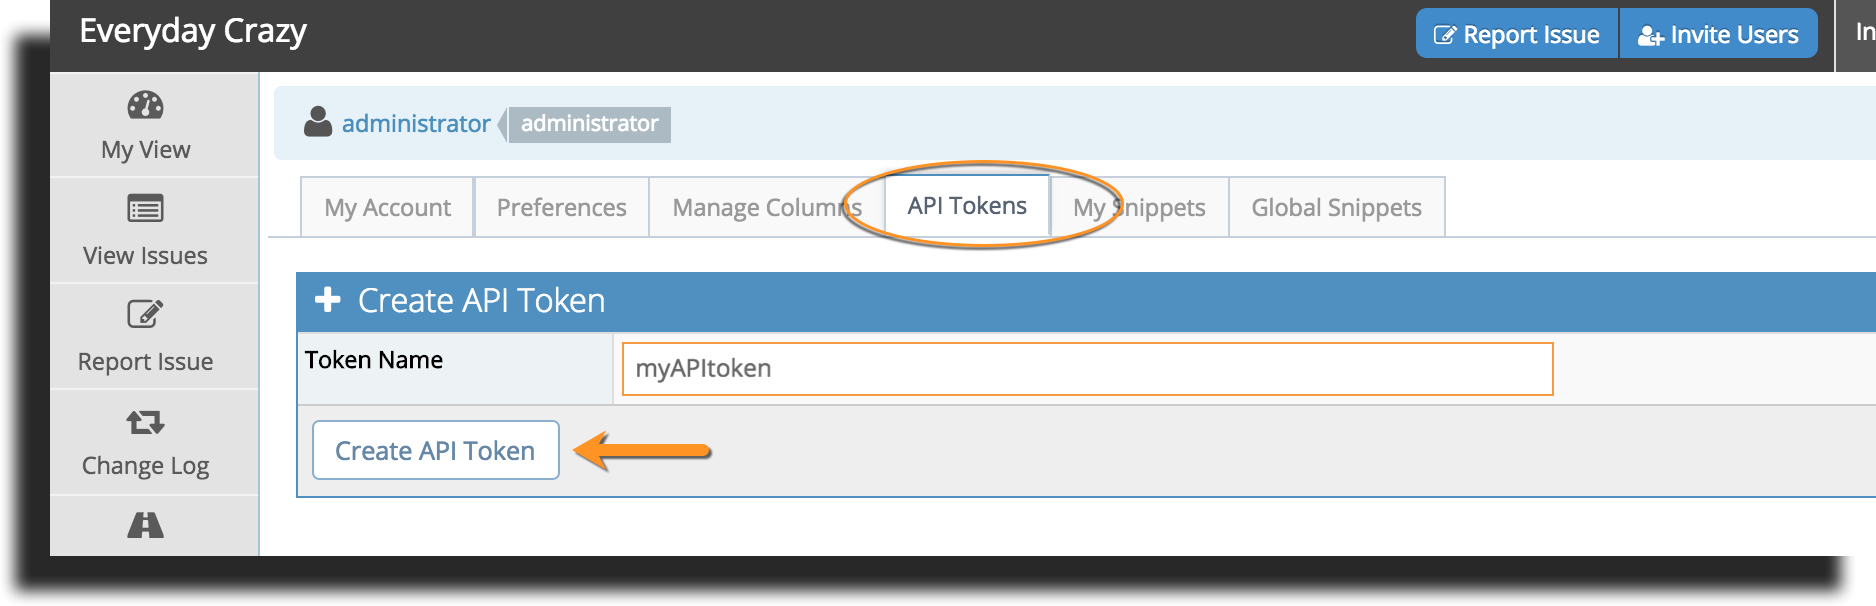 Everyday Crazy
Report Issue Invite Users
My View
View Issues
Report Issue
Change Log
administrator administrator
My Account Preferences Manage Columns API Tokens My Snippets Global Snippets
Create API Token
Token Name myAPItoken
Create API Token